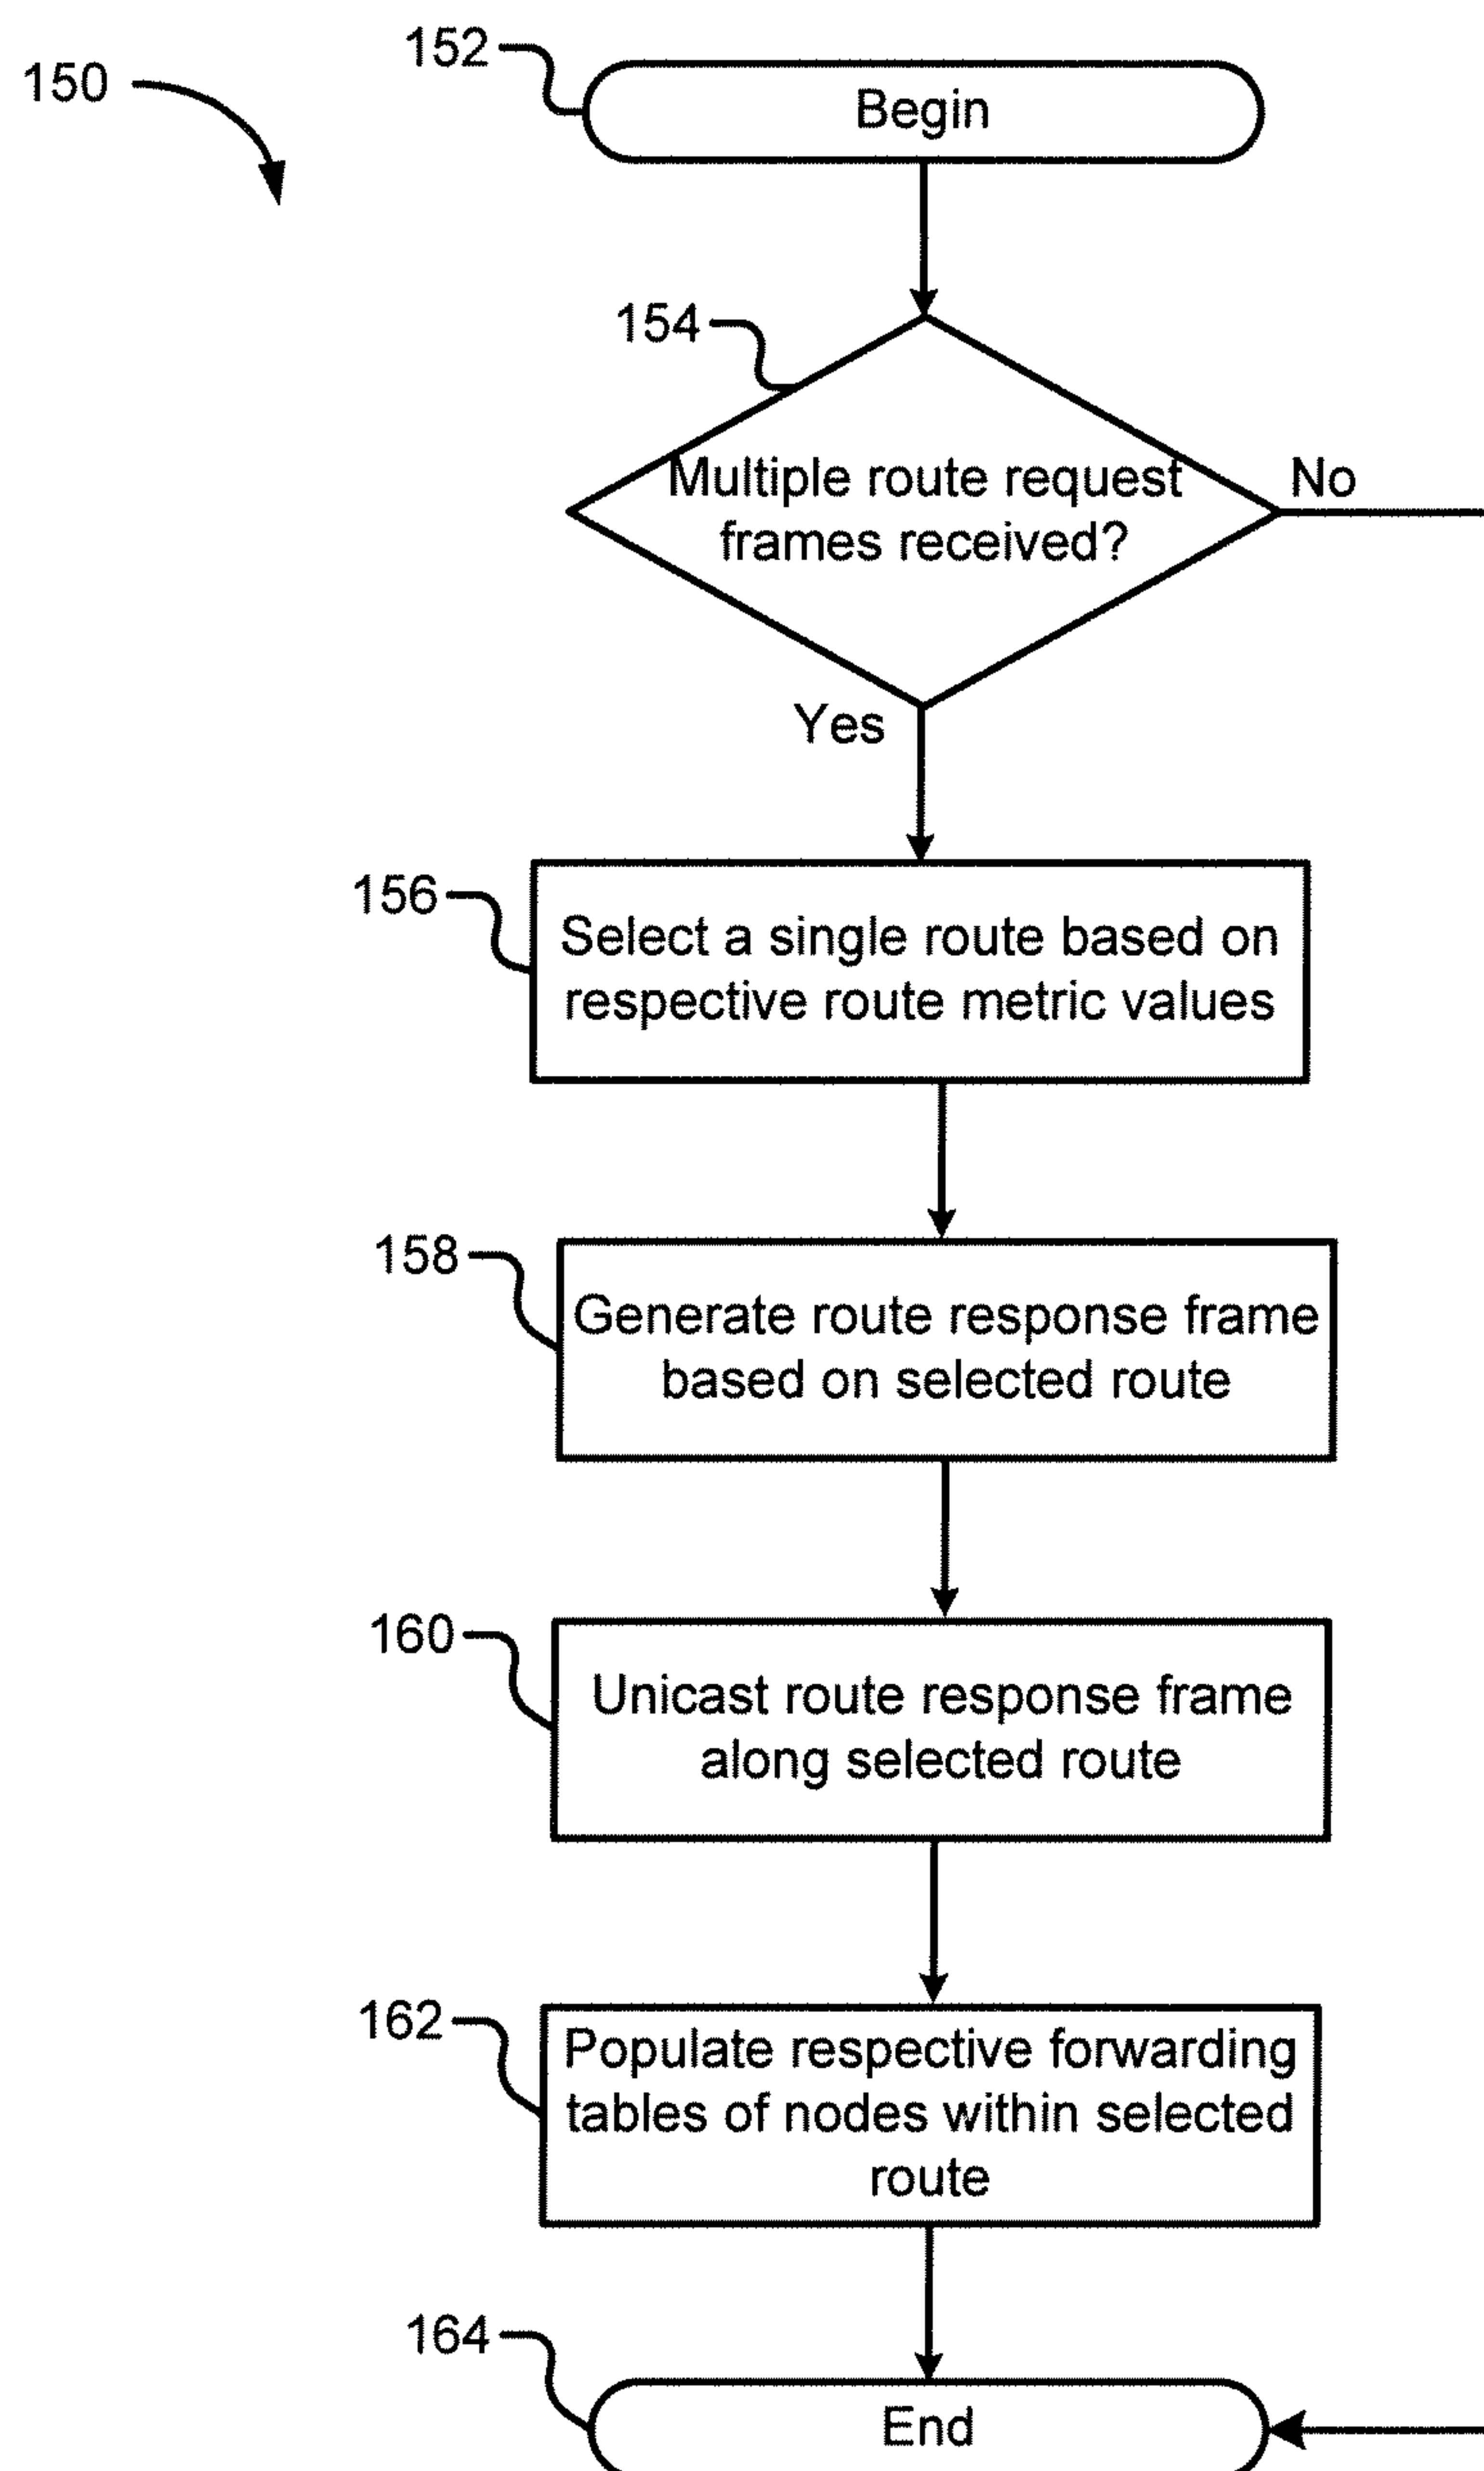 152
150
Begin
154
Multiple route request
frames received?
No
Yes
156
Select a single route based on
respective route metric values
158
Generate route response frame
based on selected route
160
Unicast route response frame
along selected route
162
Populate respective forwarding
tables of nodes within selected
route
164
End